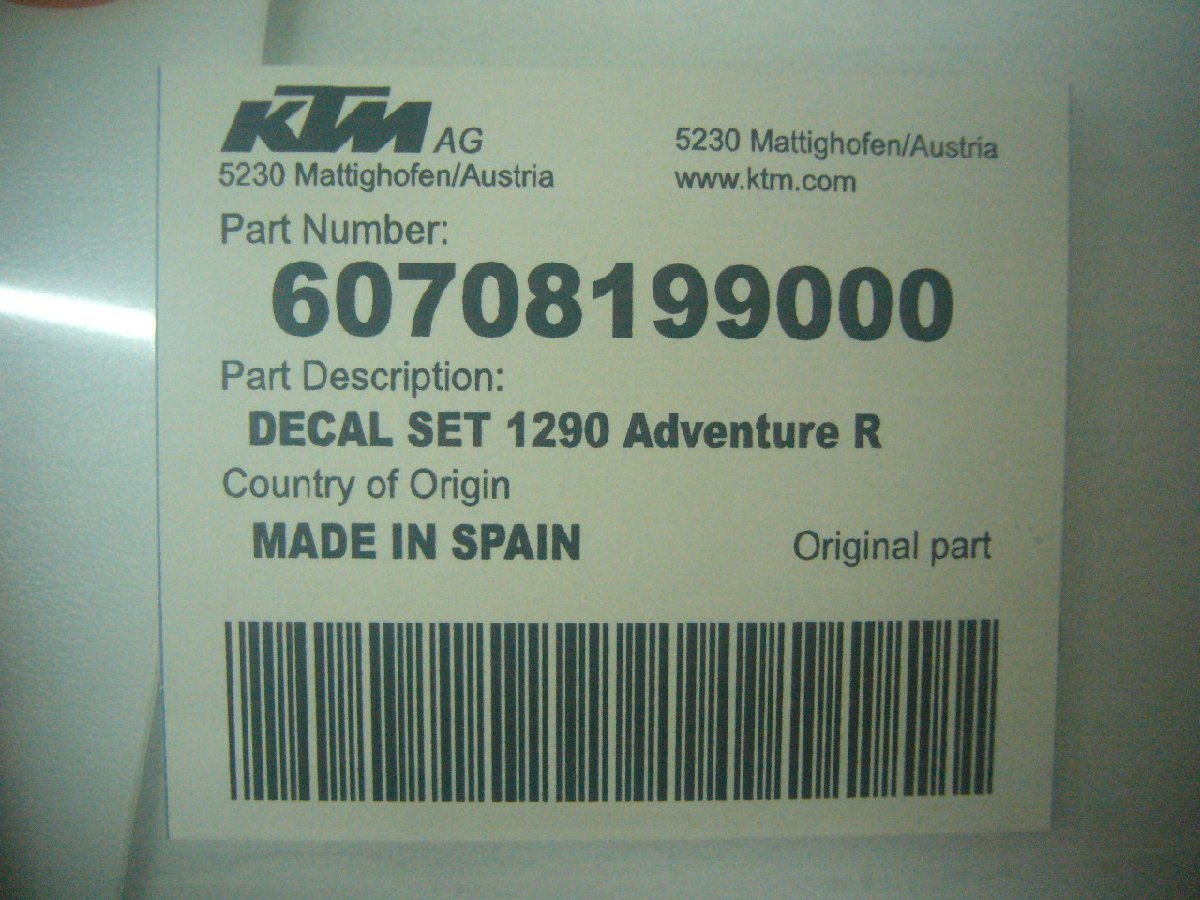 KTM AG
5230 Mattighofen/Austria
5230 Mattighofen/Austria
www.ktm.com
Part Number:
60708199000
Part Description:
DECAL SET 1290 Adventure R
Country of Origin
MADE IN SPAIN
Original part